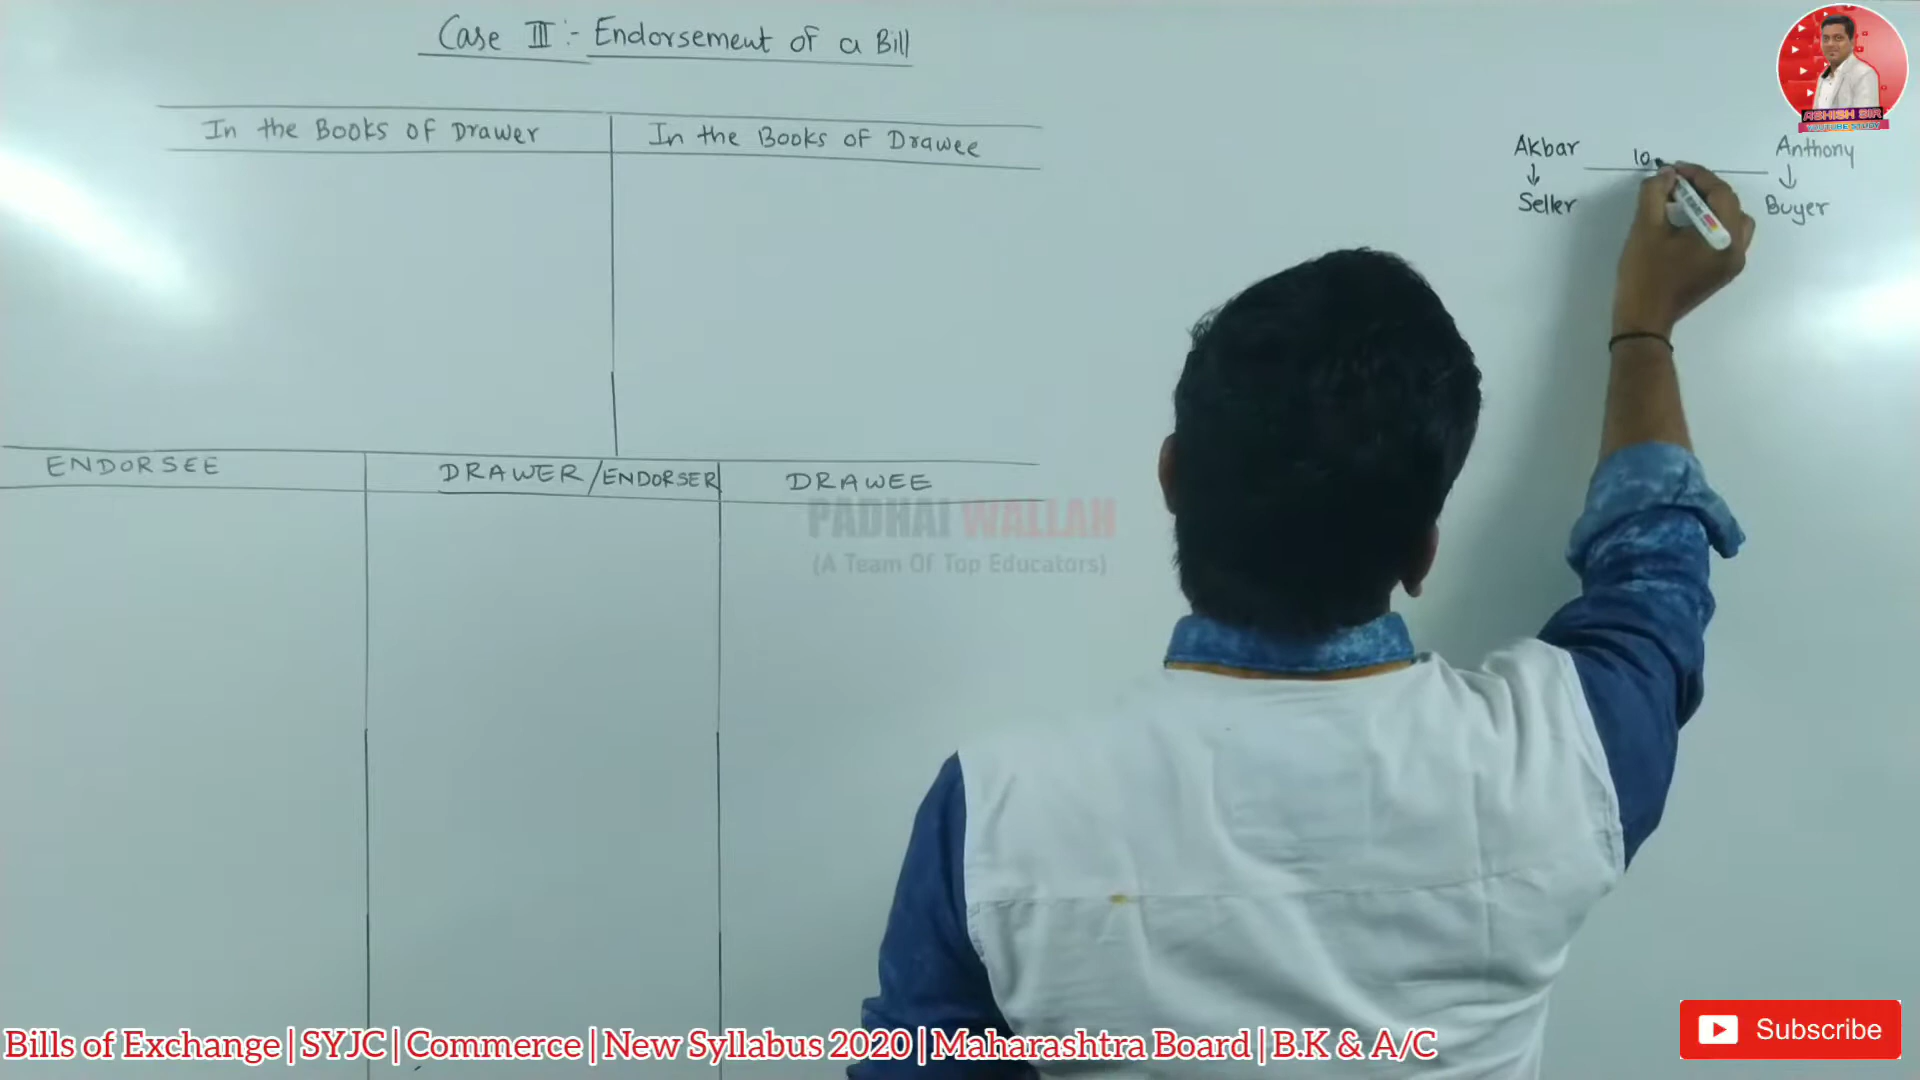 Case III :- Endorsement of a Bill
In the Books of Drawer
In the Books of Drawee
Akbar
10
Anthony
Seller
Buyer
ENDORSEE
DRAWER/ENDORSER
DRAWEE
PADHAI WALLAH
(A Team Of Top Educators)
ASHISH SIR
YOUTUBE STUDY
Bills of Exchange | SYJC | Commerce | New Syllabus 2020 | Maharashtra Board | B.K & A/C
Subscribe